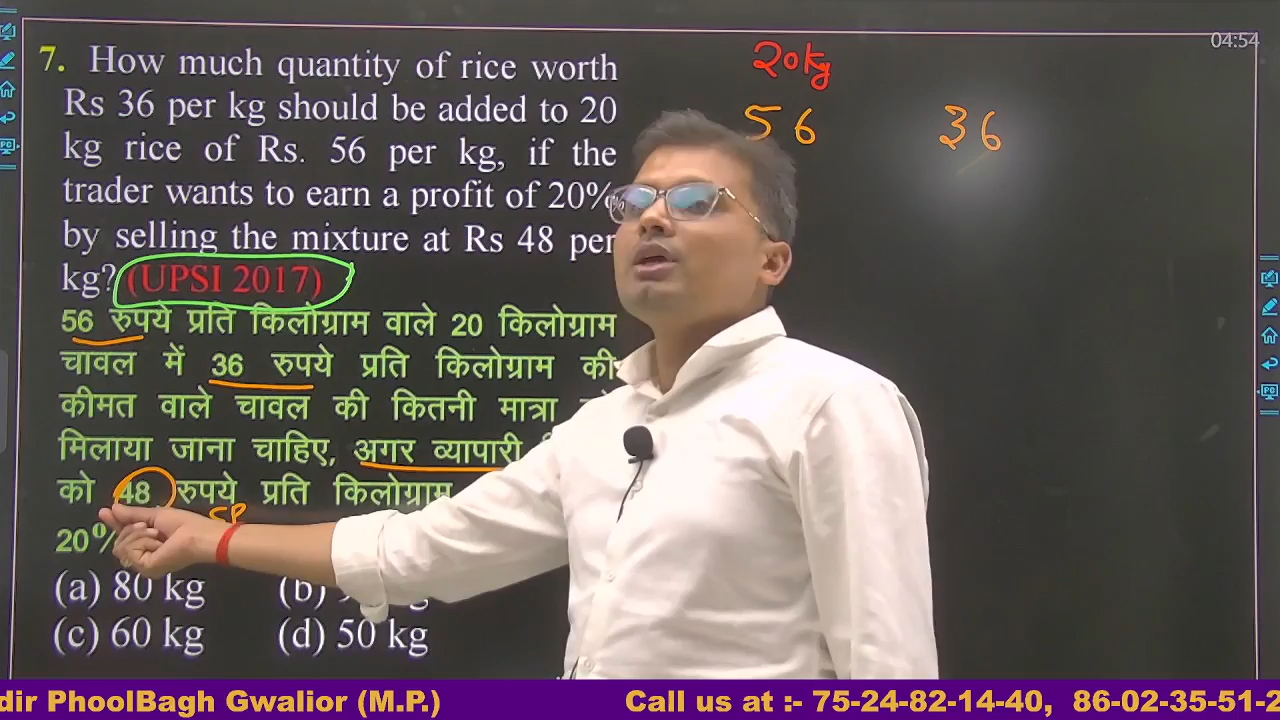 04:54
7. How much quantity of rice worth
Rs 36 per kg should be added to 20
kg rice of Rs. 56 per kg, if the
trader wants to earn a profit of 20%
by selling the mixture at Rs 48 per
kg? (UPSI 2017)
56 रुपये प्रति किलोग्राम वाले 20 किलोग्राम
चावल में 36 रुपये प्रति किलोग्राम की
कीमत वाले चावल की कितनी मात्रा
मिलाया जाना चाहिए, अगर व्यापारी
को 48 रुपये प्रति किलोग्राम
SP
20%
(a) 80 kg (b)
(c) 60 kg (d) 50 kg
20kg
56 36
PhoolBagh Gwalior (M.P.) Call us at :- 75-24-82-14-40, 86-02-35-51-2